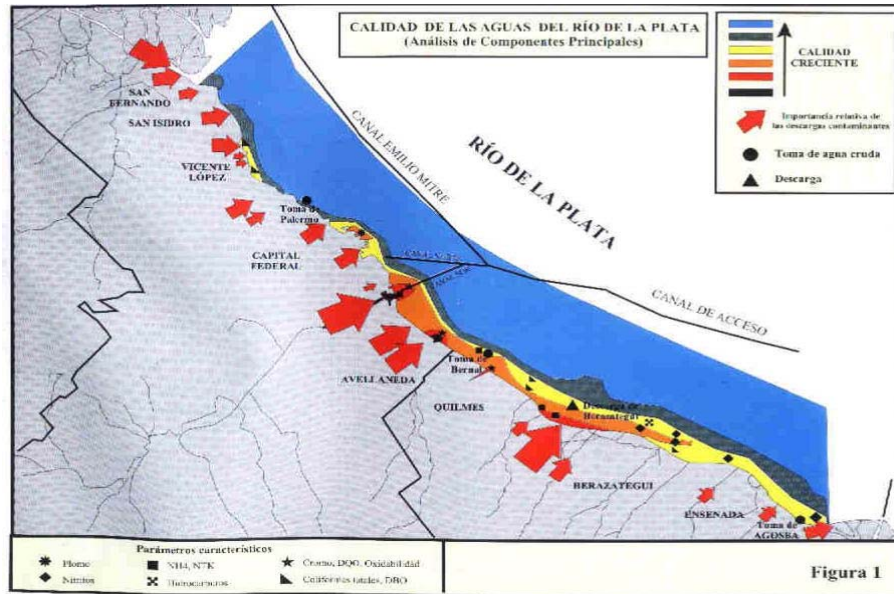 CALIDAD DE LAS AGUAS DEL RÍO DE LA PLATA
(Análisis de Componentes Principales)
CALIDAD
CRECIENTE
Importancia relativa de
las descargas contaminantes
Toma de agua cruda
Descarga
SAN
FERNANDO
SAN ISIDRO
VICENTE
LÓPEZ
CANAL EMILIO MITRE
RÍO DE LA PLATA
Toma de
Palermo
CAPITAL
FEDERAL
CANAL DE ACCESO
AVELLANEDA
Toma de
Bernal
QUILMES
Descarga de
Berazategui
BERAZATEGUI
ENSENADA
Toma de
AGOSBA
Parámetros característicos
Plomo
NH4, NTK
Cromo, DQO, Oxidabilidad
Nitritos
Hidrocarburos
Coliformes totales, DBO
Figura 1